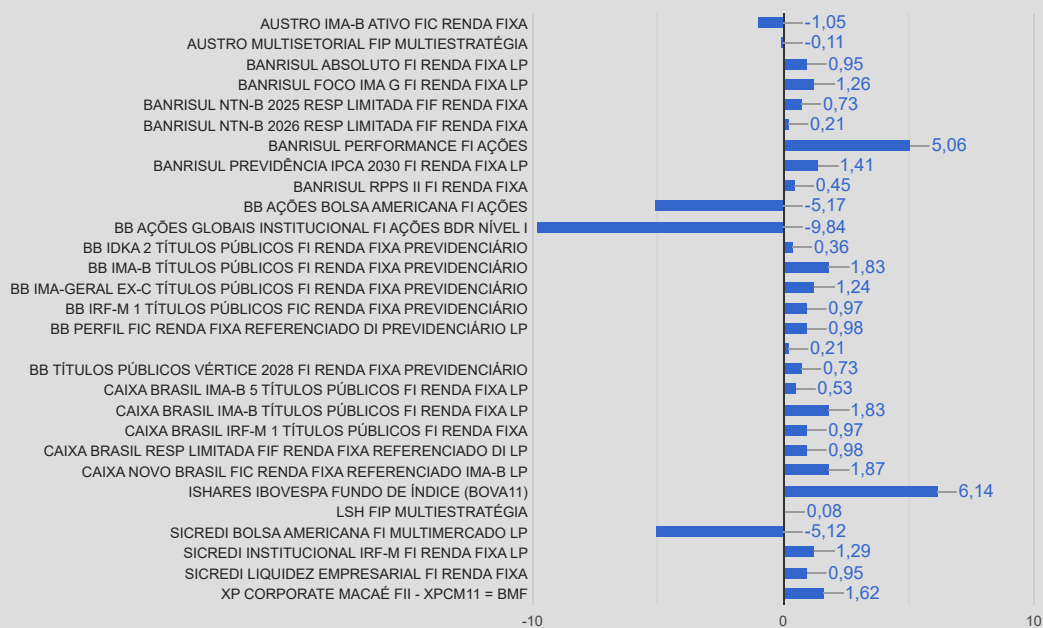 AUSTRO IMA-B ATIVO FIC RENDA FIXA -1,05
AUSTRO MULTISETORIAL FIP MULTIESTRATÉGIA -0,11
BANRISUL ABSOLUTO FI RENDA FIXA LP 0,95
BANRISUL FOCO IMA G FI RENDA FIXA LP 1,26
BANRISUL NTN-B 2025 RESP LIMITADA FIF RENDA FIXA 0,73
BANRISUL NTN-B 2026 RESP LIMITADA FIF RENDA FIXA 0,21
BANRISUL PERFORMANCE FI AÇÕES 5,06
BANRISUL PREVIDÊNCIA IPCA 2030 FI RENDA FIXA LP 1,41
BANRISUL RPPS II FI RENDA FIXA 0,45
BB AÇÕES BOLSA AMERICANA FI AÇÕES -5,17
BB AÇÕES GLOBAIS INSTITUCIONAL FI AÇÕES BDR NÍVEL I -9,84
BB IDKA 2 TÍTULOS PÚBLICOS FI RENDA FIXA PREVIDENCIÁRIO 0,36
BB IMA-B TÍTULOS PÚBLICOS FI RENDA FIXA PREVIDENCIÁRIO 1,83
BB IMA-GERAL EX-C TÍTULOS PÚBLICOS FI RENDA FIXA PREVIDENCIÁRIO 1,24
BB IRF-M 1 TÍTULOS PÚBLICOS FIC RENDA FIXA PREVIDENCIÁRIO 0,97
BB PERFIL FIC RENDA FIXA REFERENCIADO DI PREVIDENCIÁRIO LP 0,98
0,21
BB TÍTULOS PÚBLICOS VÉRTICE 2028 FI RENDA FIXA PREVIDENCIÁRIO 0,73
CAIXA BRASIL IMA-B 5 TÍTULOS PÚBLICOS FI RENDA FIXA LP 0,53
CAIXA BRASIL IMA-B TÍTULOS PÚBLICOS FI RENDA FIXA LP 1,83
CAIXA BRASIL IRF-M 1 TÍTULOS PÚBLICOS FI RENDA FIXA 0,97
CAIXA BRASIL RESP LIMITADA FIF RENDA FIXA REFERENCIADO DI LP 0,98
CAIXA NOVO BRASIL FIC RENDA FIXA REFERENCIADO IMA-B LP 1,87
ISHARES IBOVESPA FUNDO DE ÍNDICE (BOVA11) 6,14
LSH FIP MULTIESTRATÉGIA 0,08
SICREDI BOLSA AMERICANA FI MULTIMERCADO LP -5,12
SICREDI INSTITUCIONAL IRF-M FI RENDA FIXA LP 1,29
SICREDI LIQUIDEZ EMPRESARIAL FI RENDA FIXA 0,95
XP CORPORATE MACAÉ FII - XPCM11 = BMF 1,62
-10 0 10